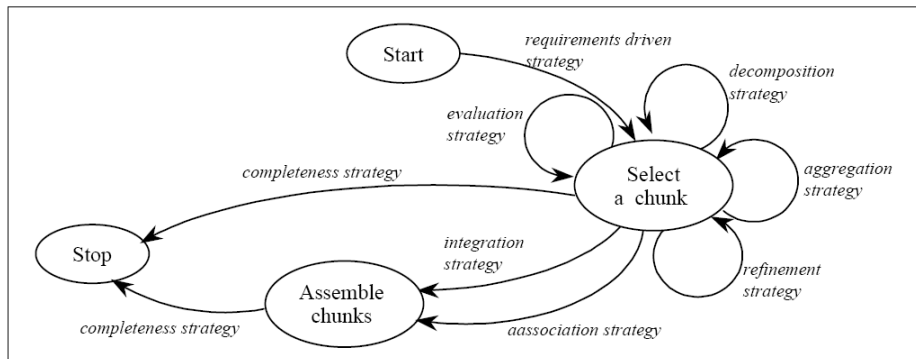 Start
requirements driven
strategy
decomposition
strategy
evaluation
strategy
Select
a chunk
aggregation
strategy
completeness strategy
Stop
integration
strategy
refinement
strategy
Assemble
chunks
completeness strategy
aassociation strategy